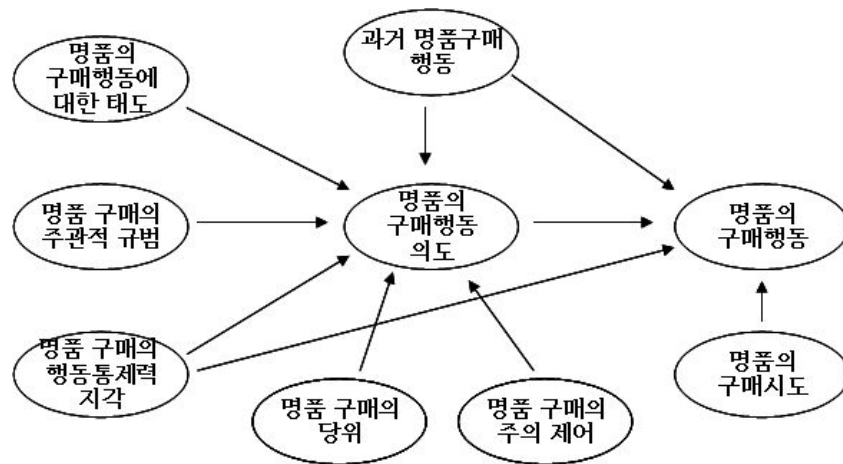 명품의
구매행동에
대한 태도
과거 명품구매
행동
명품 구매의
주관적 규범
명품의
구매행동
의도
명품의
구매행동
명품 구매의
행동통제력
지각
명품 구매의
당위
명품 구매의
주의 제어
명품의
구매시도